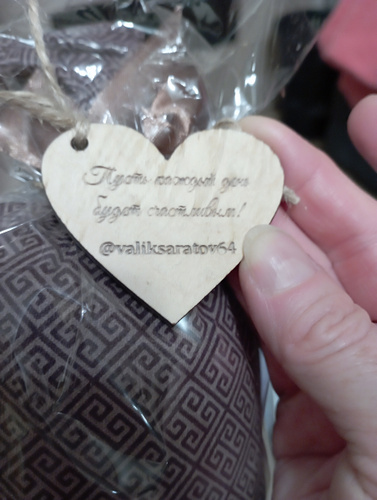 Пусть каждый день
будет счастливым!
@valiksaratov64